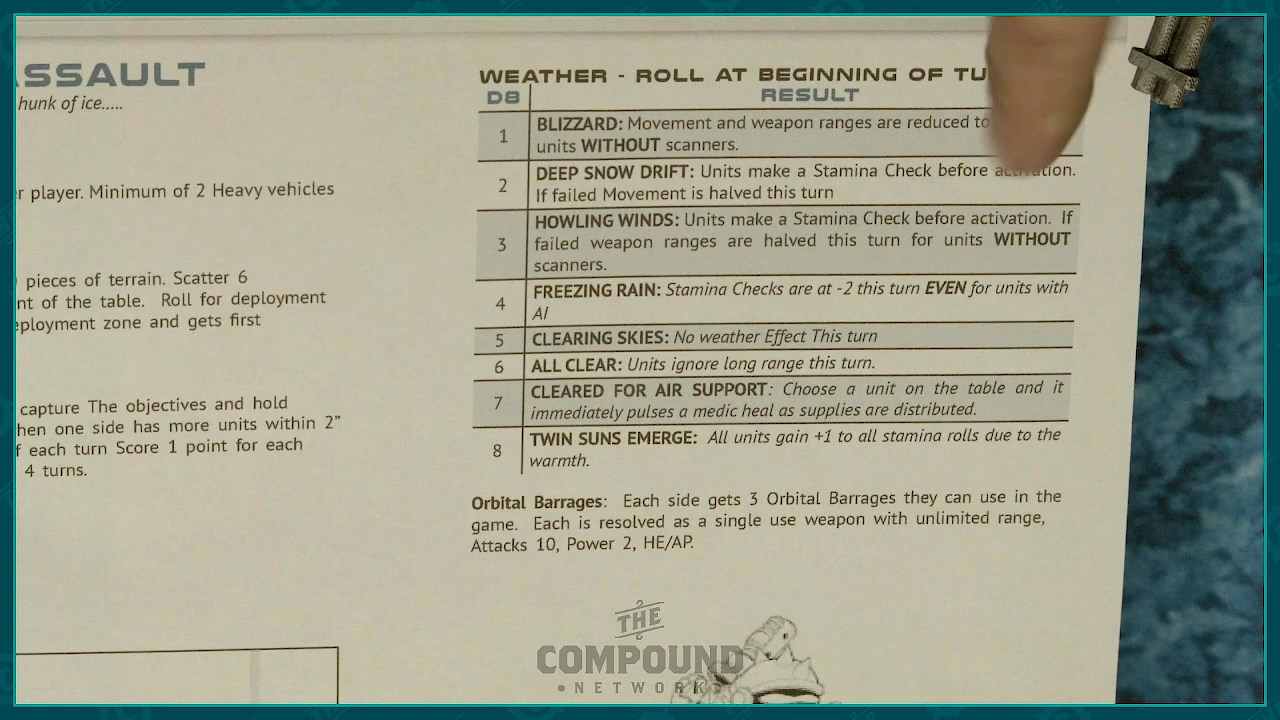 SSAULT
hunk of ice.....
r player. Minimum of 2 Heavy vehicles
pieces of terrain. Scatter 6
nt of the table. Roll for deployment
eployment zone and gets first
capture The objectives and hold
hen one side has more units within 2”
f each turn Score 1 point for each
4 turns.
WEATHER - ROLL AT BEGINNING OF TU
D8 RESULT
1 BLIZZARD: Movement and weapon ranges are reduced to
units WITHOUT scanners.
2 DEEP SNOW DRIFT: Units make a Stamina Check before activation.
If failed Movement is halved this turn
3 HOWLING WINDS: Units make a Stamina Check before activation. If
failed weapon ranges are halved this turn for units WITHOUT
scanners.
4 FREEZING RAIN: Stamina Checks are at -2 this turn EVEN for units with
AI
5 CLEARING SKIES: No weather Effect This turn
6 ALL CLEAR: Units ignore long range this turn.
7 CLEARED FOR AIR SUPPORT: Choose a unit on the table and it
immediately pulses a medic heal as supplies are distributed.
8 TWIN SUNS EMERGE: All units gain +1 to all stamina rolls due to the
warmth.
Orbital Barrages: Each side gets 3 Orbital Barrages they can use in the
game. Each is resolved as a single use weapon with unlimited range,
Attacks 10, Power 2, HE/AP.
THE
COMPOUND
•NETWORK•